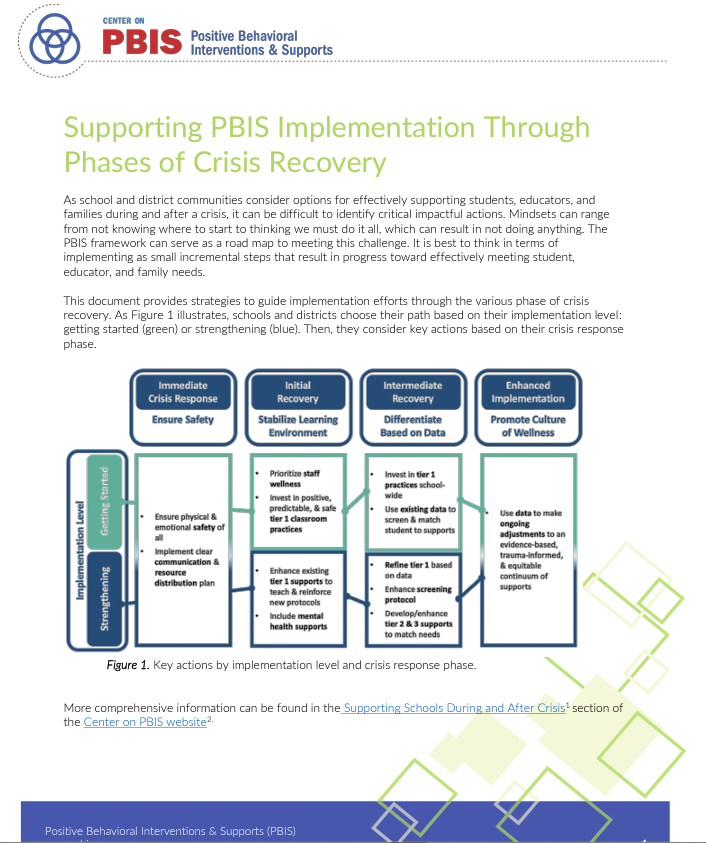 CENTER ON
PBIS
Positive Behavioral
Interventions & Supports
Supporting PBIS Implementation Through
Phases of Crisis Recovery
As school and district communities consider options for effectively supporting students, educators, and
families during and after a crisis, it can be difficult to identify critical impactful actions. Mindsets can range
from not knowing where to start to thinking we must do it all, which can result in not doing anything. The
PBIS framework can serve as a road map to meeting this challenge. It is best to think in terms of
implementing as small incremental steps that result in progress toward effectively meeting student,
educator, and family needs.
This document provides strategies to guide implementation efforts through the various phase of crisis
recovery. As Figure 1 illustrates, schools and districts choose their path based on their implementation level:
getting started (green) or strengthening (blue). Then, they consider key actions based on their crisis response
phase.
Immediate
Crisis Response
Ensure Safety
Initial
Recovery
Stabilize Learning
Environment
Intermediate
Recovery
Differentiate
Based on Data
Enhanced
Implementation
Promote Culture
of Wellness
Implementation Level
Getting Started
Strengthening
• Ensure physical &
emotional safety of
all
• Implement clear
communication &
resource
distribution plan
• Prioritize staff
wellness
• Invest in positive,
predictable, & safe
tier 1 classroom
practices
• Enhance existing
tier 1 supports to
teach & reinforce
new protocols
• Include mental
health supports
• Invest in tier 1
practices school-
wide
• Use existing data to
screen & match
student to supports
• Refine tier 1 based
on data
• Enhance screening
protocol
• Develop/enhance
tier 2 & 3 supports
to match needs
• Use data to make
ongoing
adjustments to an
evidence-based,
trauma-informed,
& equitable
continuum of
supports
Figure 1. Key actions by implementation level and crisis response phase.
More comprehensive information can be found in the Supporting Schools During and After Crisis¹ section of
the Center on PBIS website².
Positive Behavioral Interventions & Supports (PBIS)